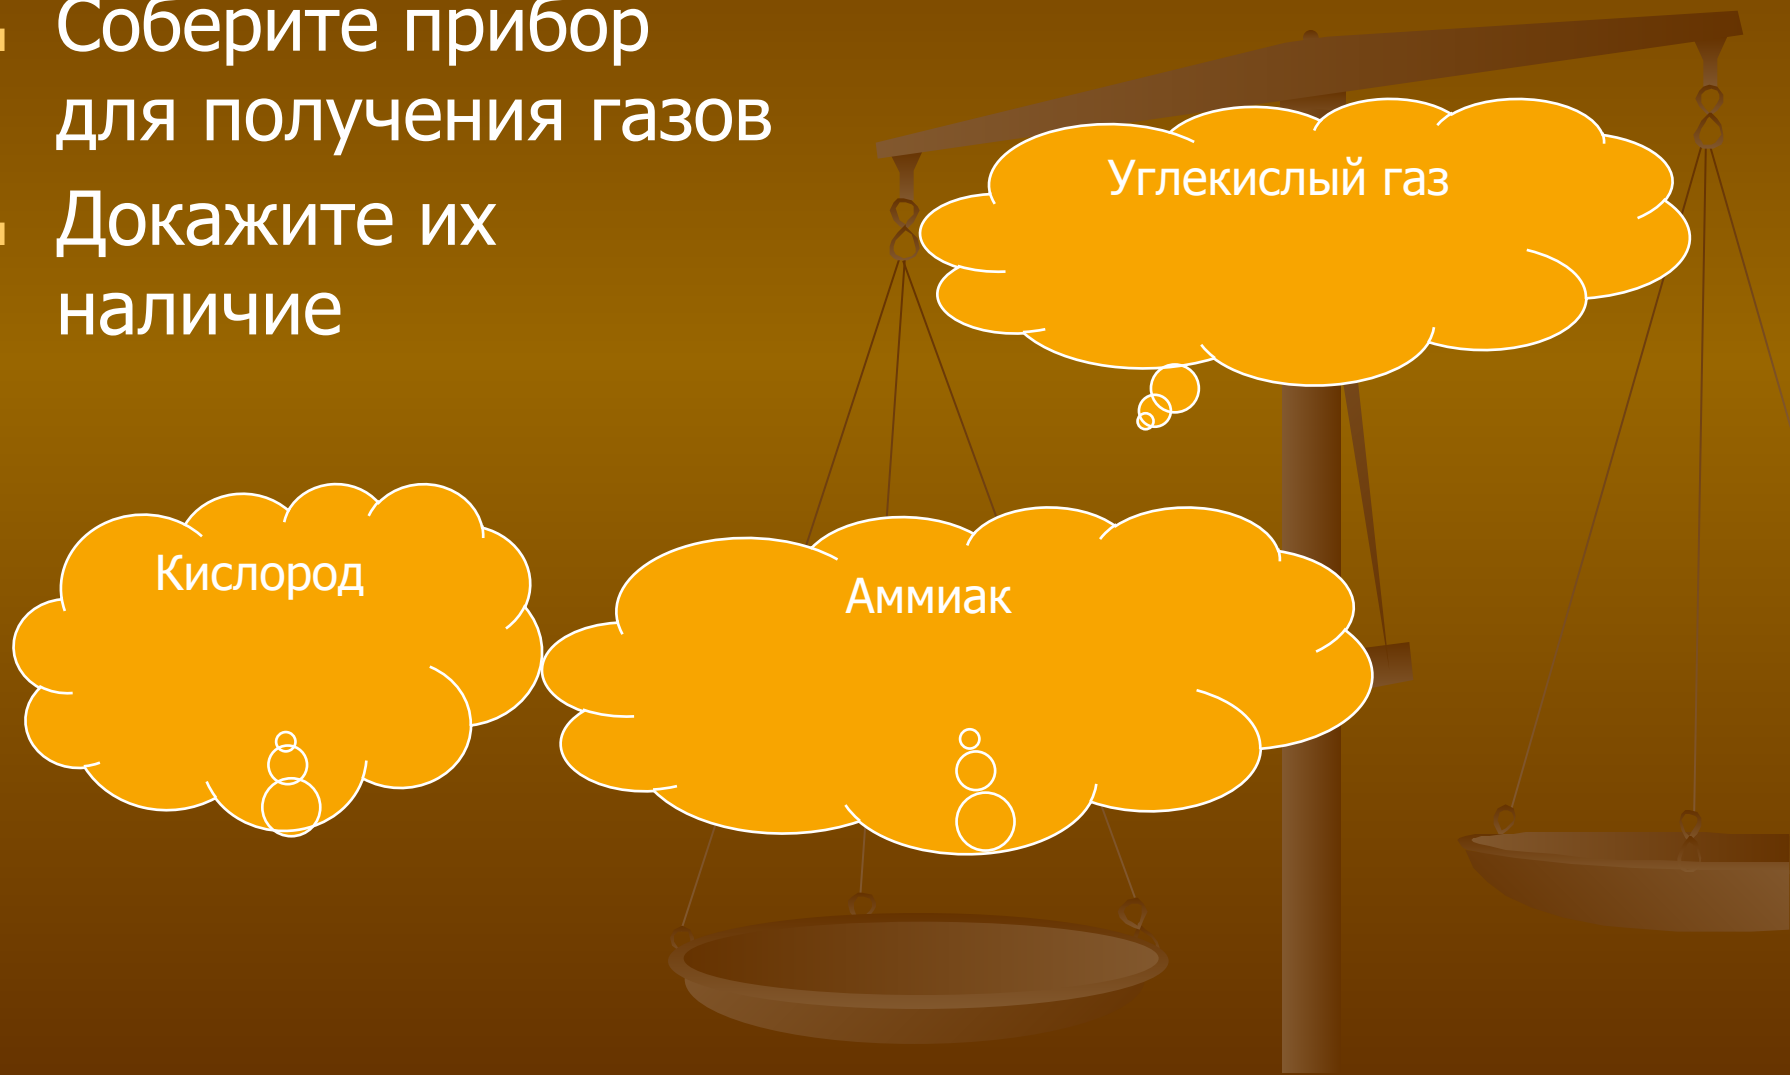 Соберите прибор
для получения газов
Докажите их
наличие
Углекислый газ
Кислород
Аммиак